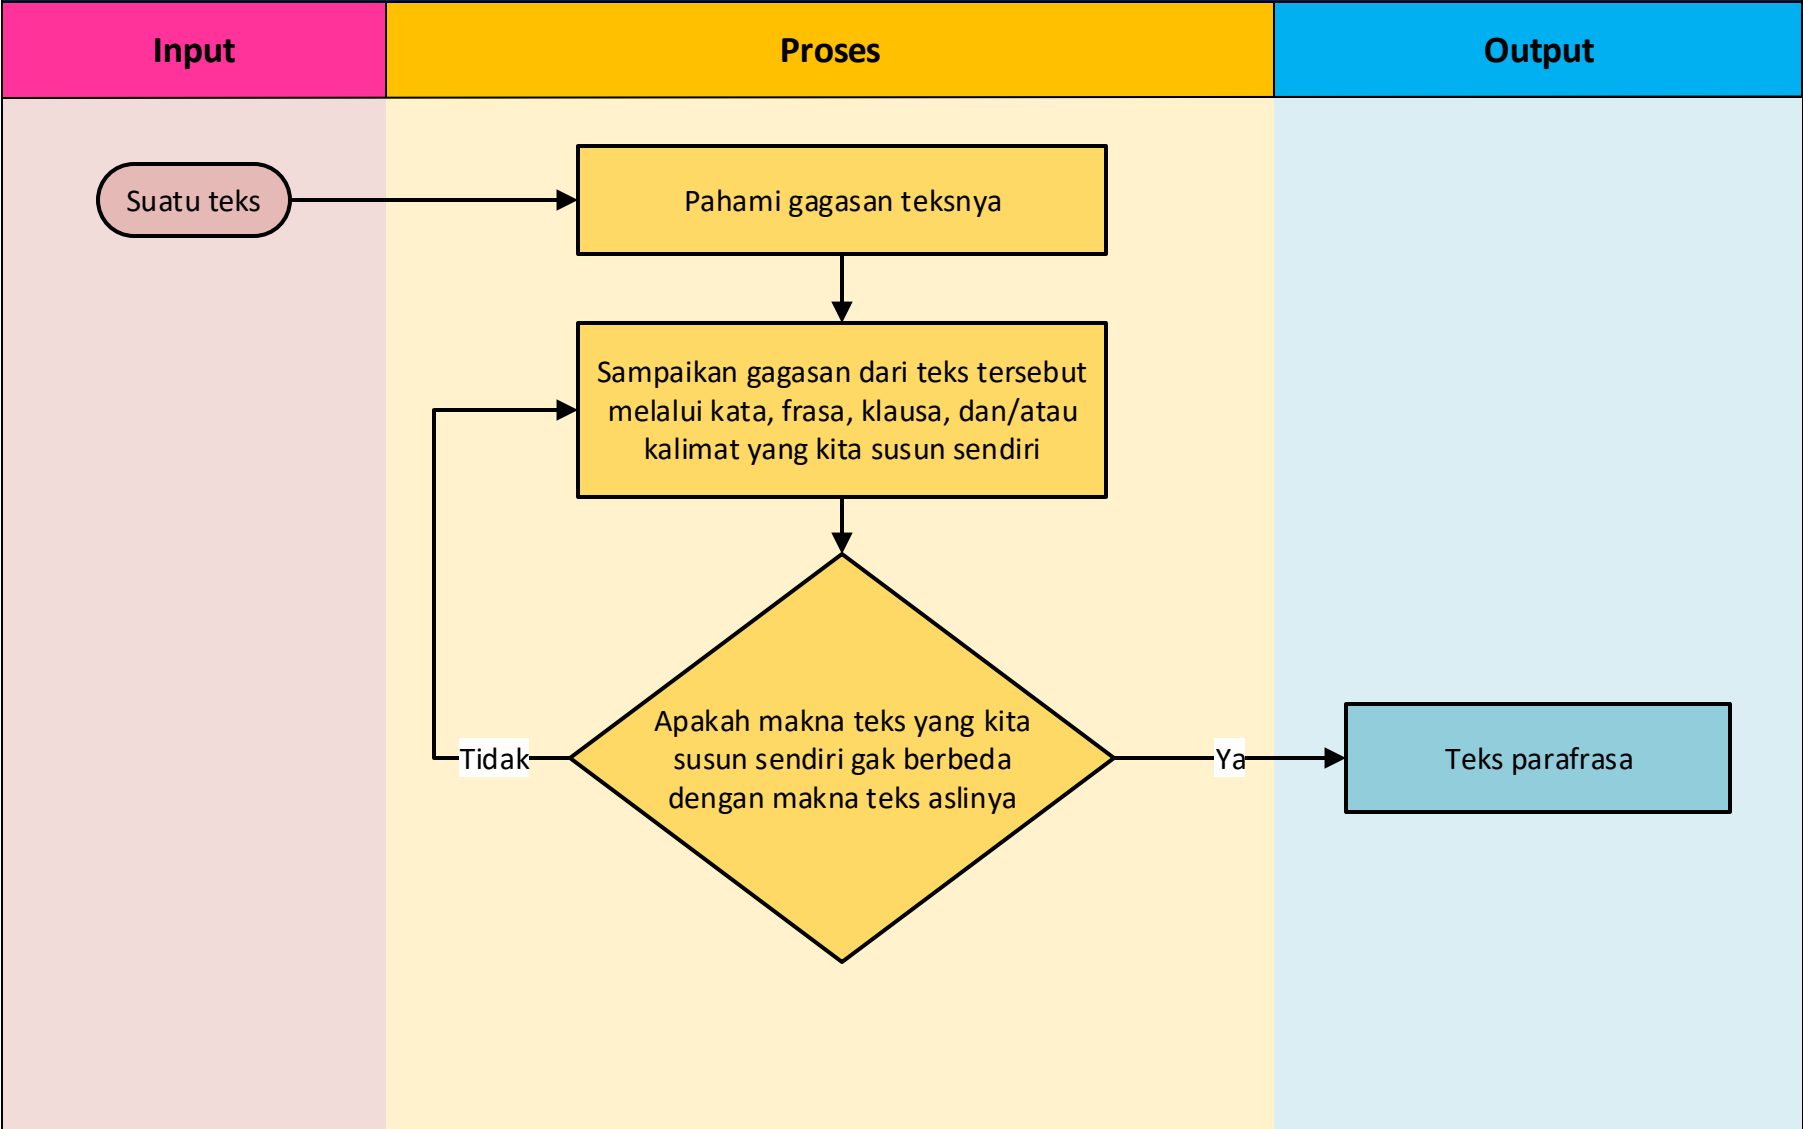 Input
Proses
Output
Suatu teks
Pahami gagasan teksnya
Sampaikan gagasan dari teks tersebut
melalui kata, frasa, klausa, dan/atau
kalimat yang kita susun sendiri
Apakah makna teks yang kita
susun sendiri gak berbeda
dengan makna teks aslinya
Tidak
Ya
Teks parafrasa